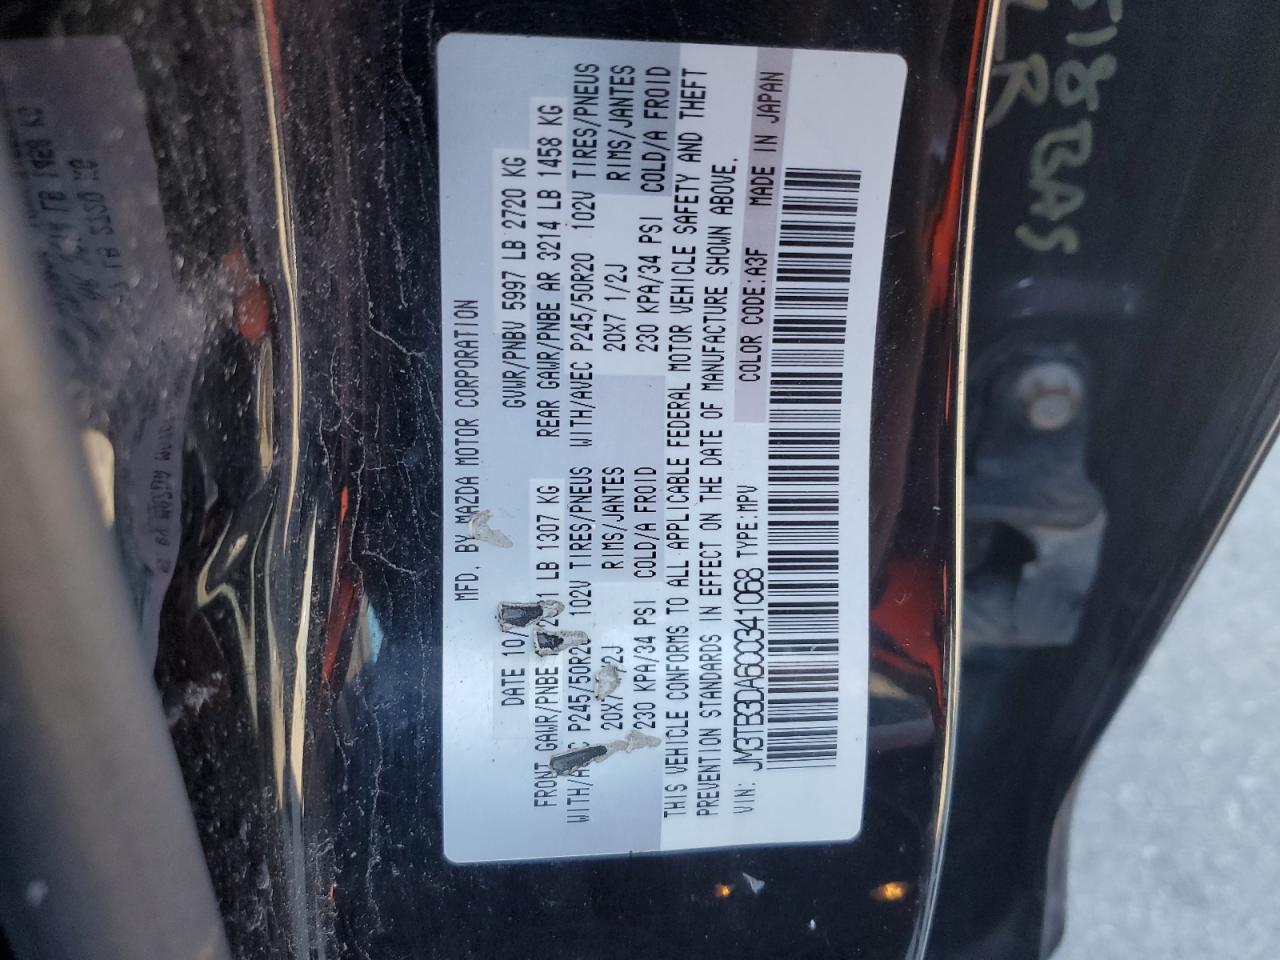 MFD. BY MAZDA MOTOR CORPORATION
DATE 10/ GVWR/PNBV 5997 LB 2720 KG
FRONT GAWR/PNBE LB 1307 KG REAR GAWR/PNBE AR 3214 LB 1458 KG
P245/50R20 102V TIRES/PNEUS WITH/AVEC P245/50R20 102V TIRES/PNEUS
RIMS/JANTES 20X7 1/2J RIMS/JANTES
230 KPA/34 PSI COLD/A FROID 230 KPA/34 PSI COLD/A FROID
THIS VEHICLE CONFORMS TO ALL APPLICABLE FEDERAL MOTOR VEHICLE SAFETY AND THEFT
PREVENTION STANDARDS IN EFFECT ON THE DATE OF MANUFACTURE SHOWN ABOVE.
VIN: JM3TB3DA6C0341068 TYPE:MPV COLOR CODE:A3F MADE IN JAPAN